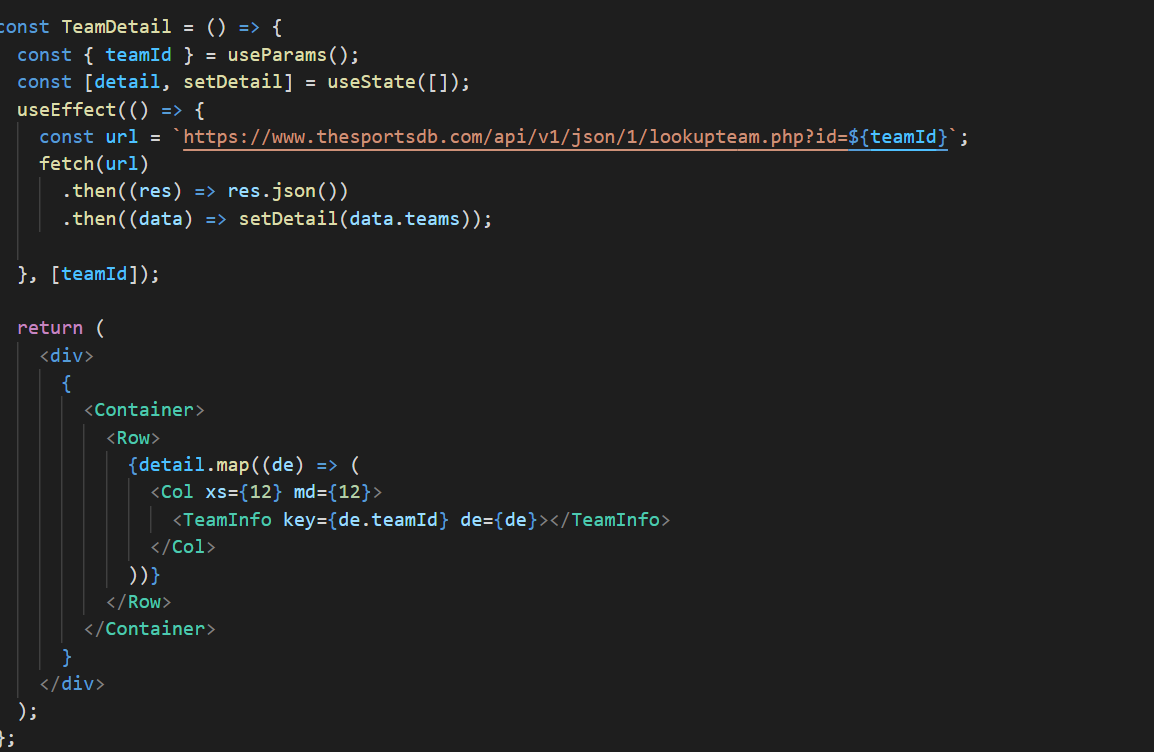 const TeamDetail = () => {
  const { teamId } = useParams();
  const [detail, setDetail] = useState([]);
  useEffect(() => {
    const url = `https://www.thesportsdb.com/api/v1/json/1/lookupteam.php?id=${teamId}`;
    fetch(url)
      .then((res) => res.json())
      .then((data) => setDetail(data.teams));

  }, [teamId]);

  return (
    <div>
      {
        <Container>
          <Row>
            {detail.map((de) => (
              <Col xs={12} md={12}>
                <TeamInfo key={de.teamId} de={de}></TeamInfo>
              </Col>
            ))}
          </Row>
        </Container>
      }
    </div>
  );
};